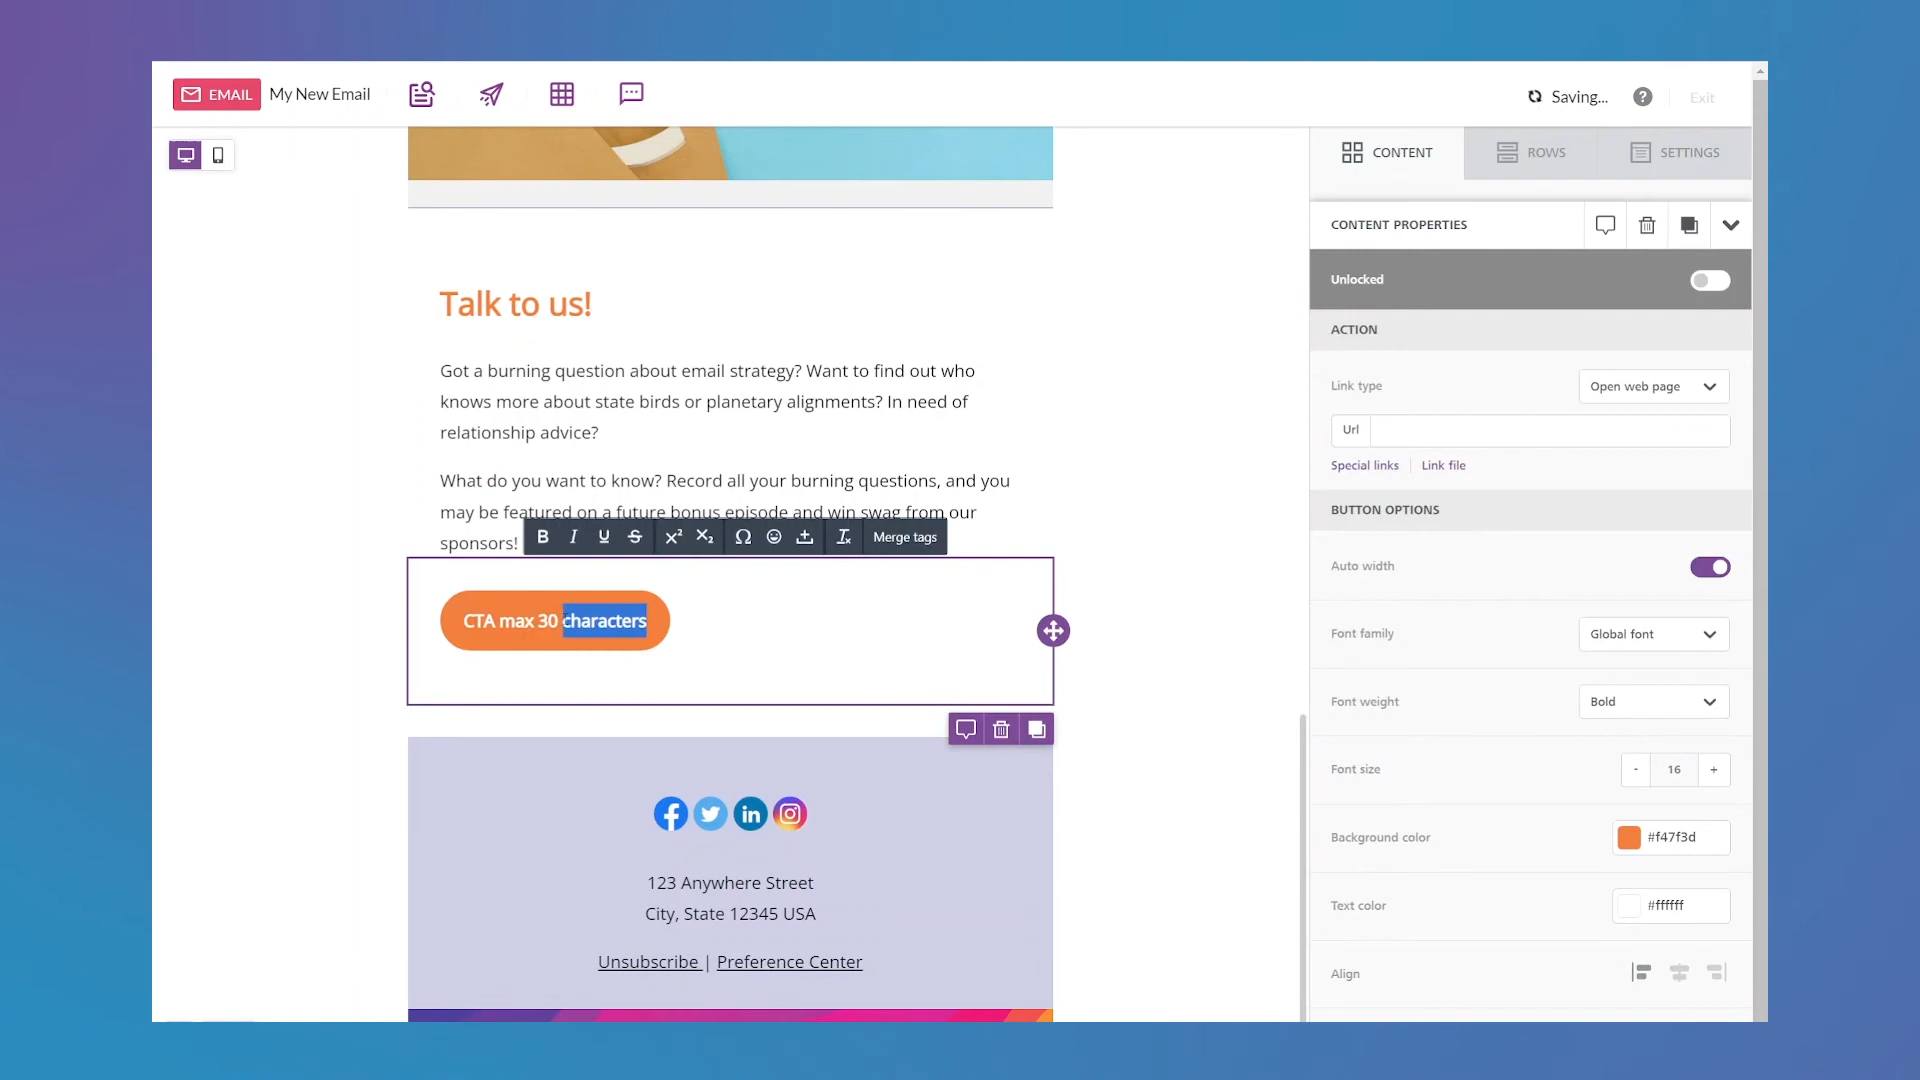 EMAIL My New Email
Saving...
Exit
CONTENT
ROWS
SETTINGS
CONTENT PROPERTIES
Unlocked
ACTION
Link type
Open web page
Url
Special links
Link file
BUTTON OPTIONS
Auto width
Font family
Global font
Font weight
Bold
Font size
- 16 +
Background color
#f47f3d
Text color
#ffffff
Align
Talk to us!
Got a burning question about email strategy? Want to find out who
knows more about state birds or planetary alignments? In need of
relationship advice?
What do you want to know? Record all your burning questions, and you
may be featured on a future bonus episode and win swag from our
sponsors!
B I U S X² X₂ Ω Merge tags
CTA max 30 characters
123 Anywhere Street
City, State 12345 USA
Unsubscribe | Preference Center